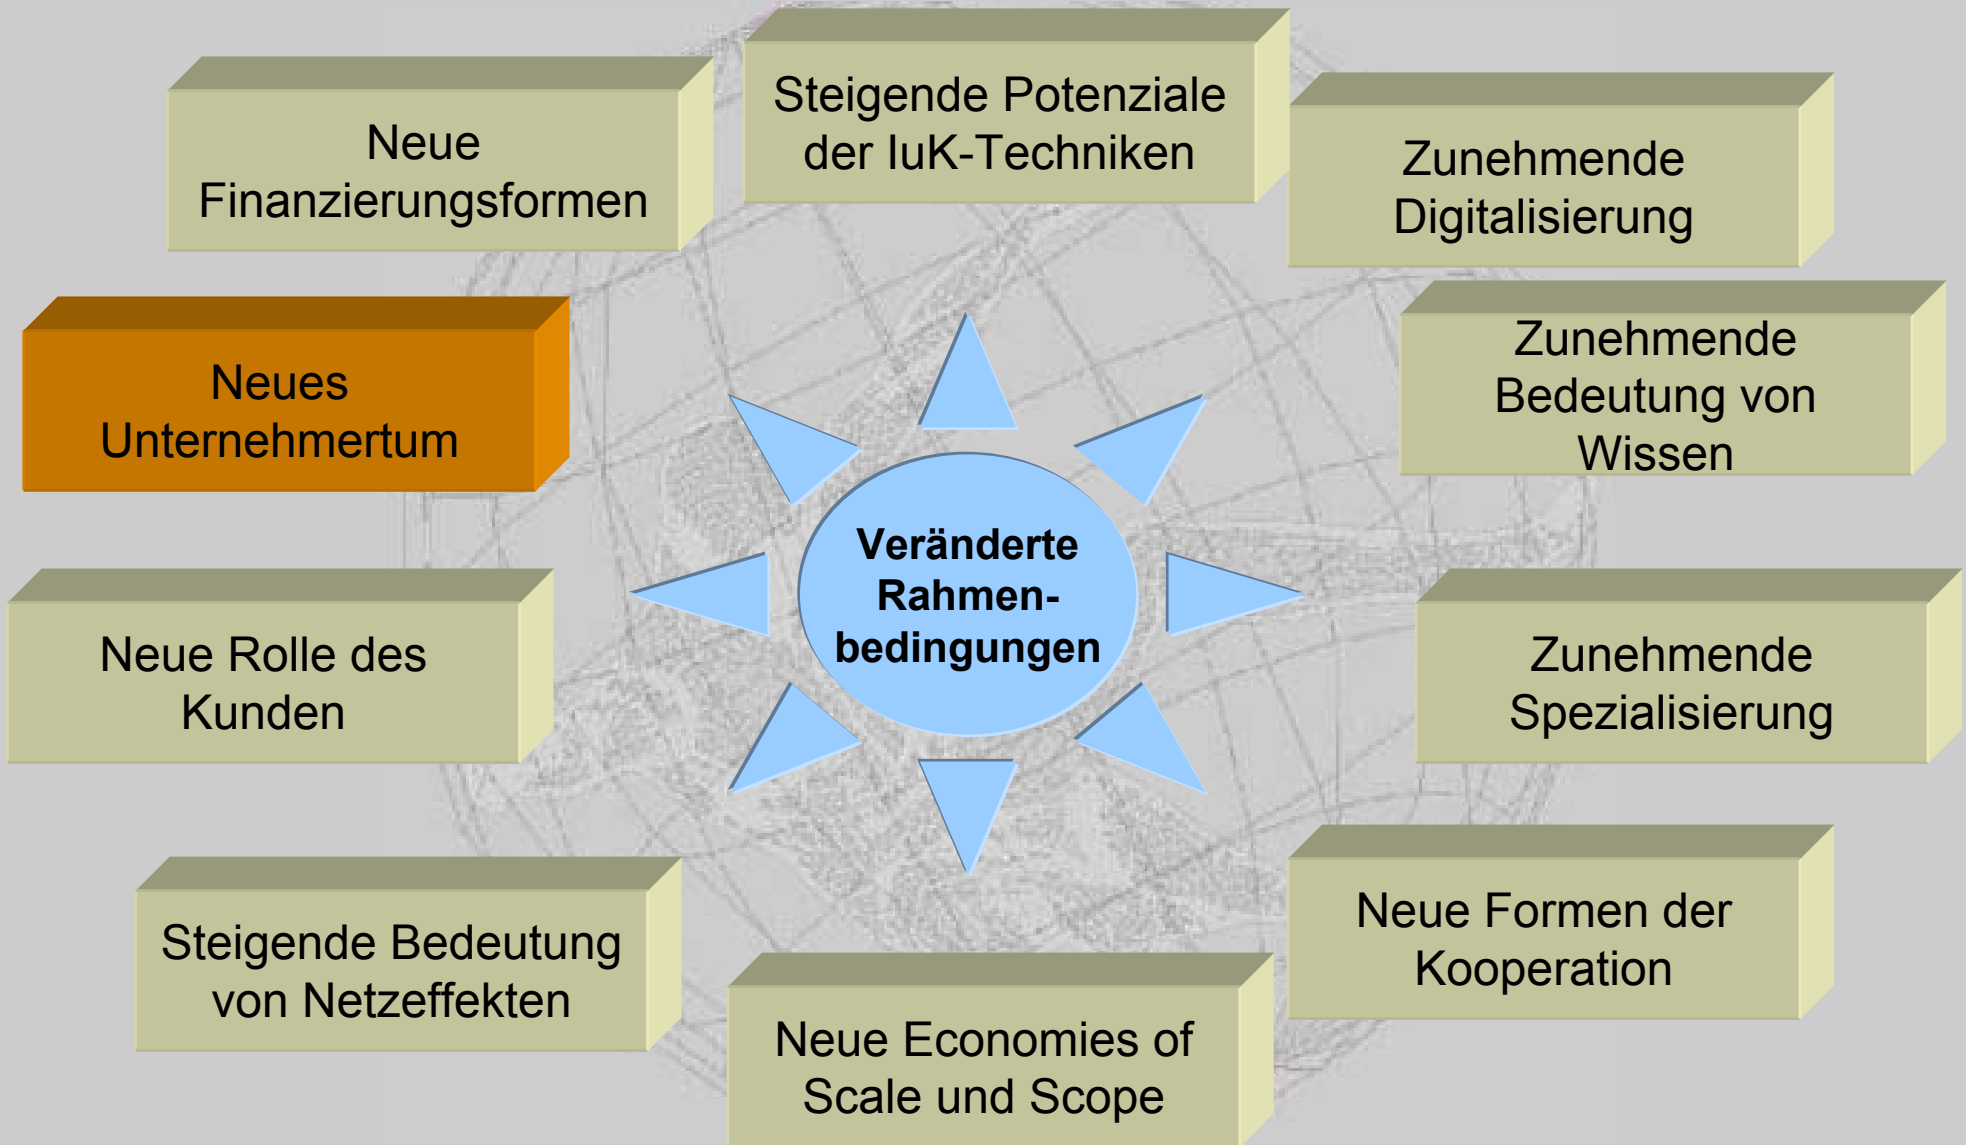 Steigende Potenziale
der IuK-Techniken
Neue
Finanzierungsformen
Zunehmende
Digitalisierung
Neues
Unternehmertum
Zunehmende
Bedeutung von
Wissen
Veränderte
Rahmen-
bedingungen
Neue Rolle des
Kunden
Zunehmende
Spezialisierung
Steigende Bedeutung
von Netzeffekten
Neue Formen der
Kooperation
Neue Economies of
Scale und Scope